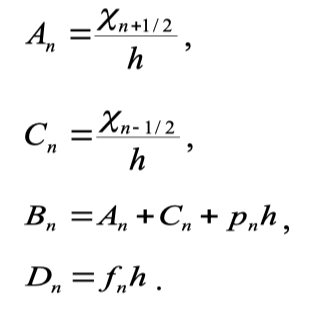 A_n = χ_{n+1/2} / h ,
C_n = χ_{n-1/2} / h ,
B_n = A_n + C_n + p_n h ,
D_n = f_n h .